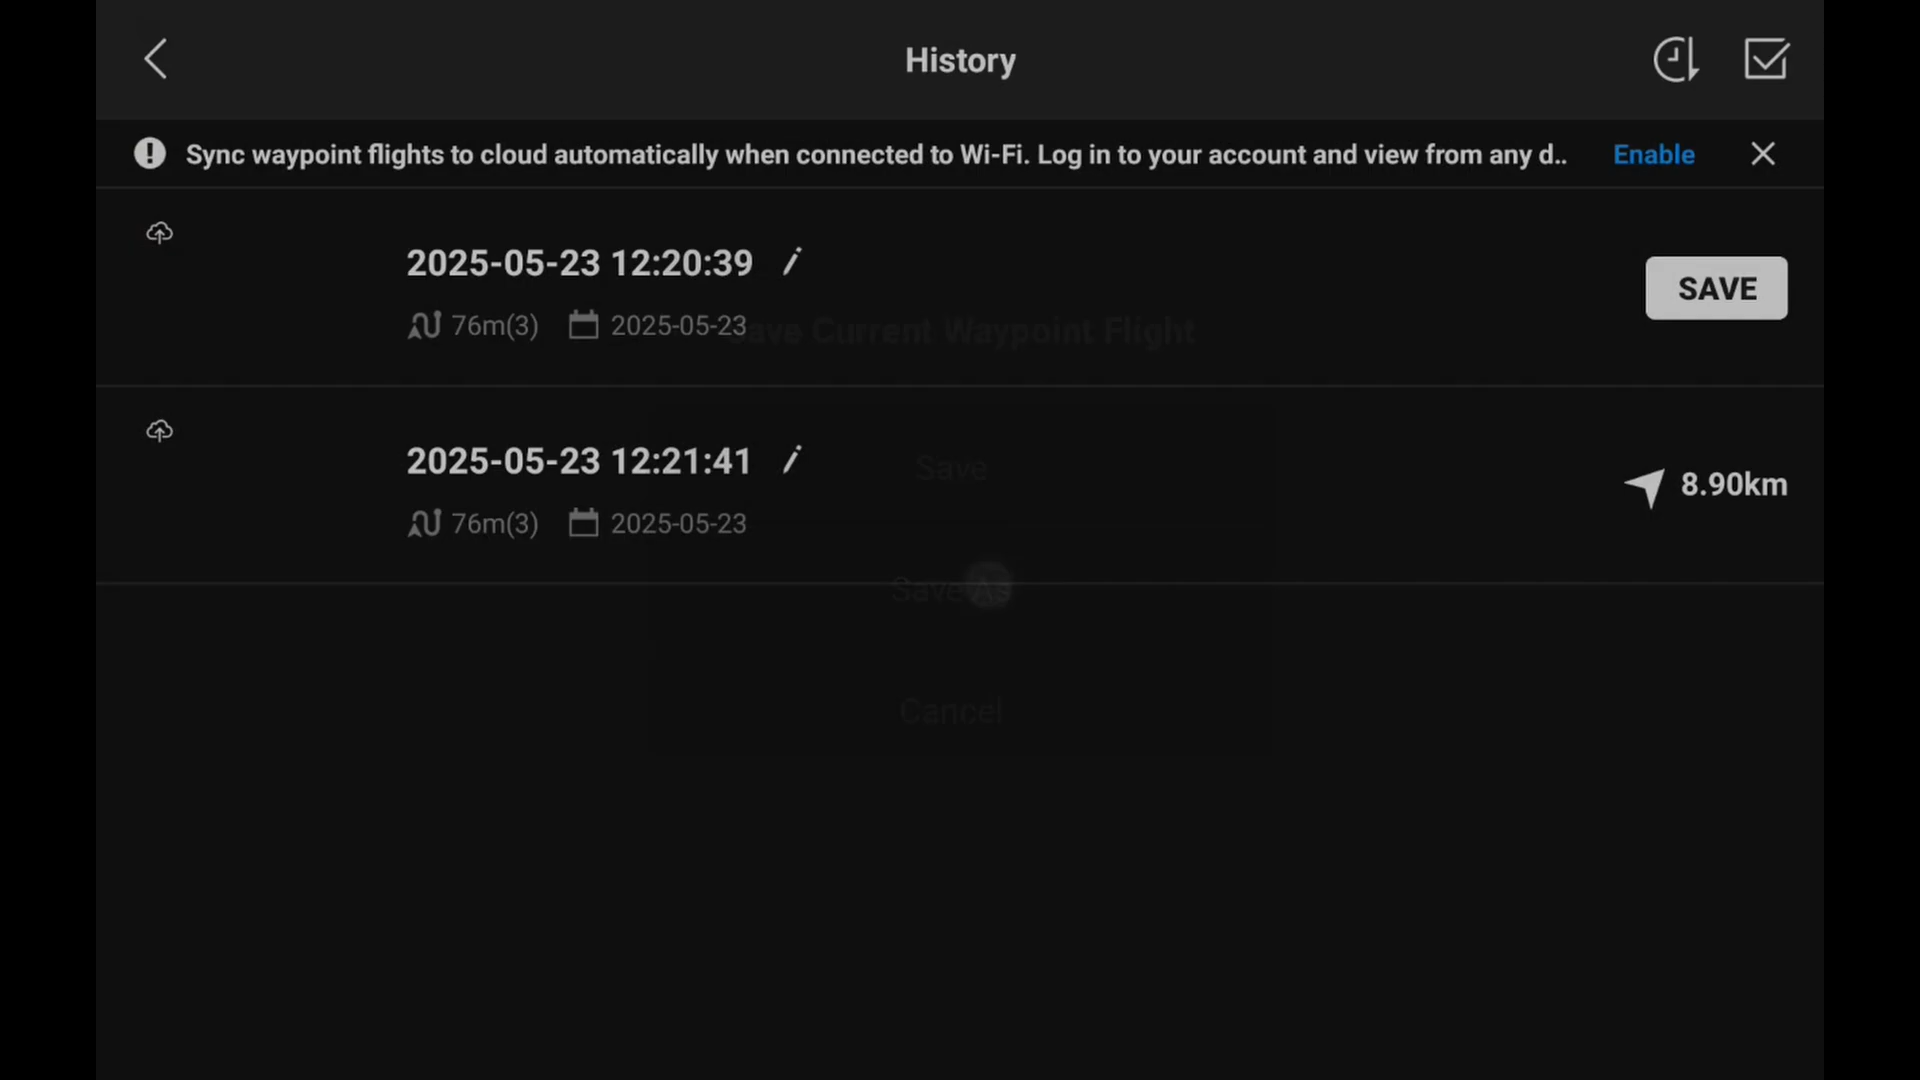 History
Sync waypoint flights to cloud automatically when connected to Wi-Fi. Log in to your account and view from any d..
Enable
2025-05-23 12:20:39
SAVE
76m(3)
2025-05-23
Save Current Waypoint Flight
2025-05-23 12:21:41
Save
8.90km
76m(3)
2025-05-23
Save As
Cancel